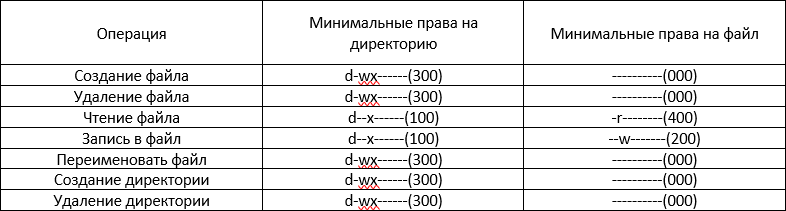 Операция Минимальные права на директорию Минимальные права на файл
Создание файла d-wx------(300) ----------(000)
Удаление файла d-wx------(300) ----------(000)
Чтение файла d--x------(100) -r--------(400)
Запись в файл d--x------(100) --w-------(200)
Переименовать файл d-wx------(300) ----------(000)
Создание директории d-wx------(300) ----------(000)
Удаление директории d-wx------(300) ----------(000)